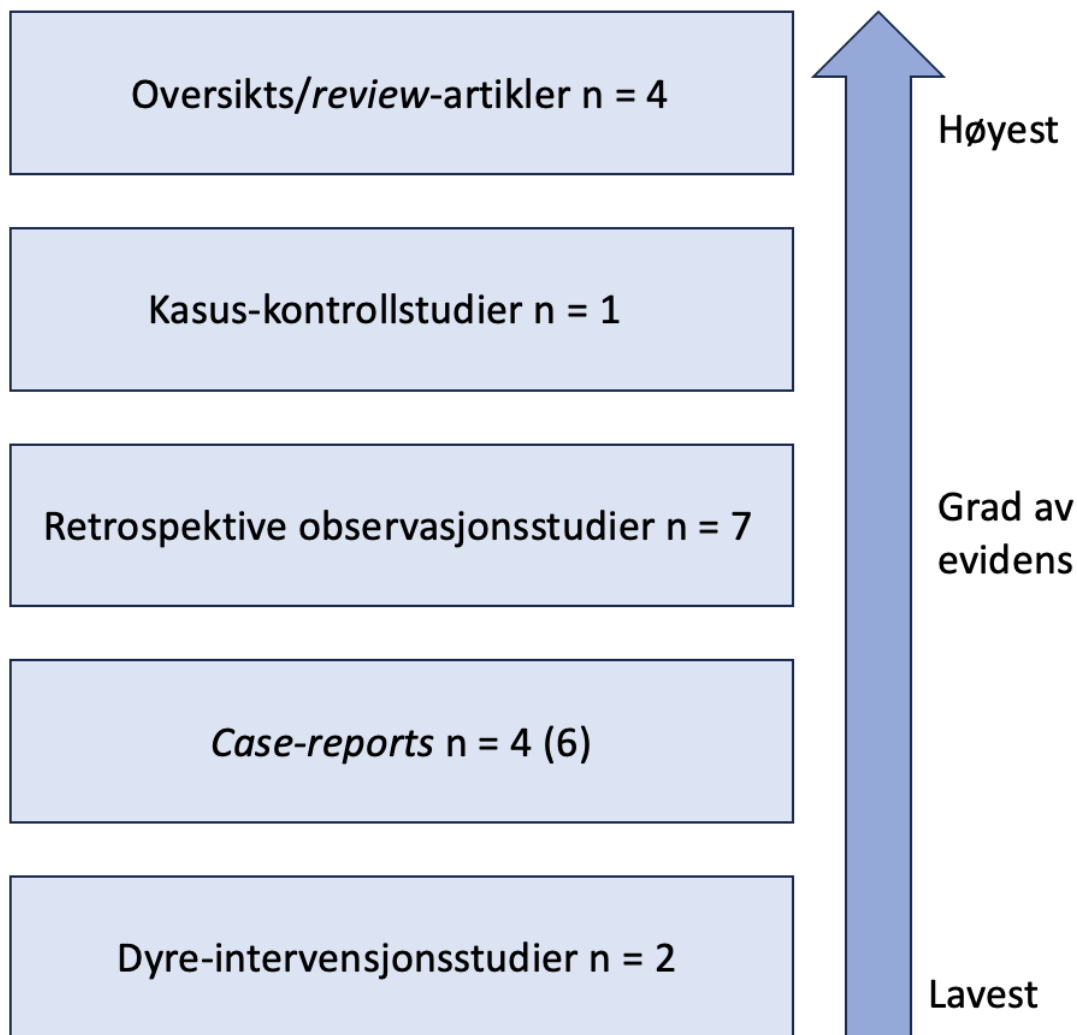 Oversikts/review-artikler n = 4
Høyest
Kasus-kontrollstudier n = 1
Retrospektive observasjonsstudier n = 7
Grad av
evidens
Case-reports n = 4 (6)
Dyre-intervensjonsstudier n = 2
Lavest